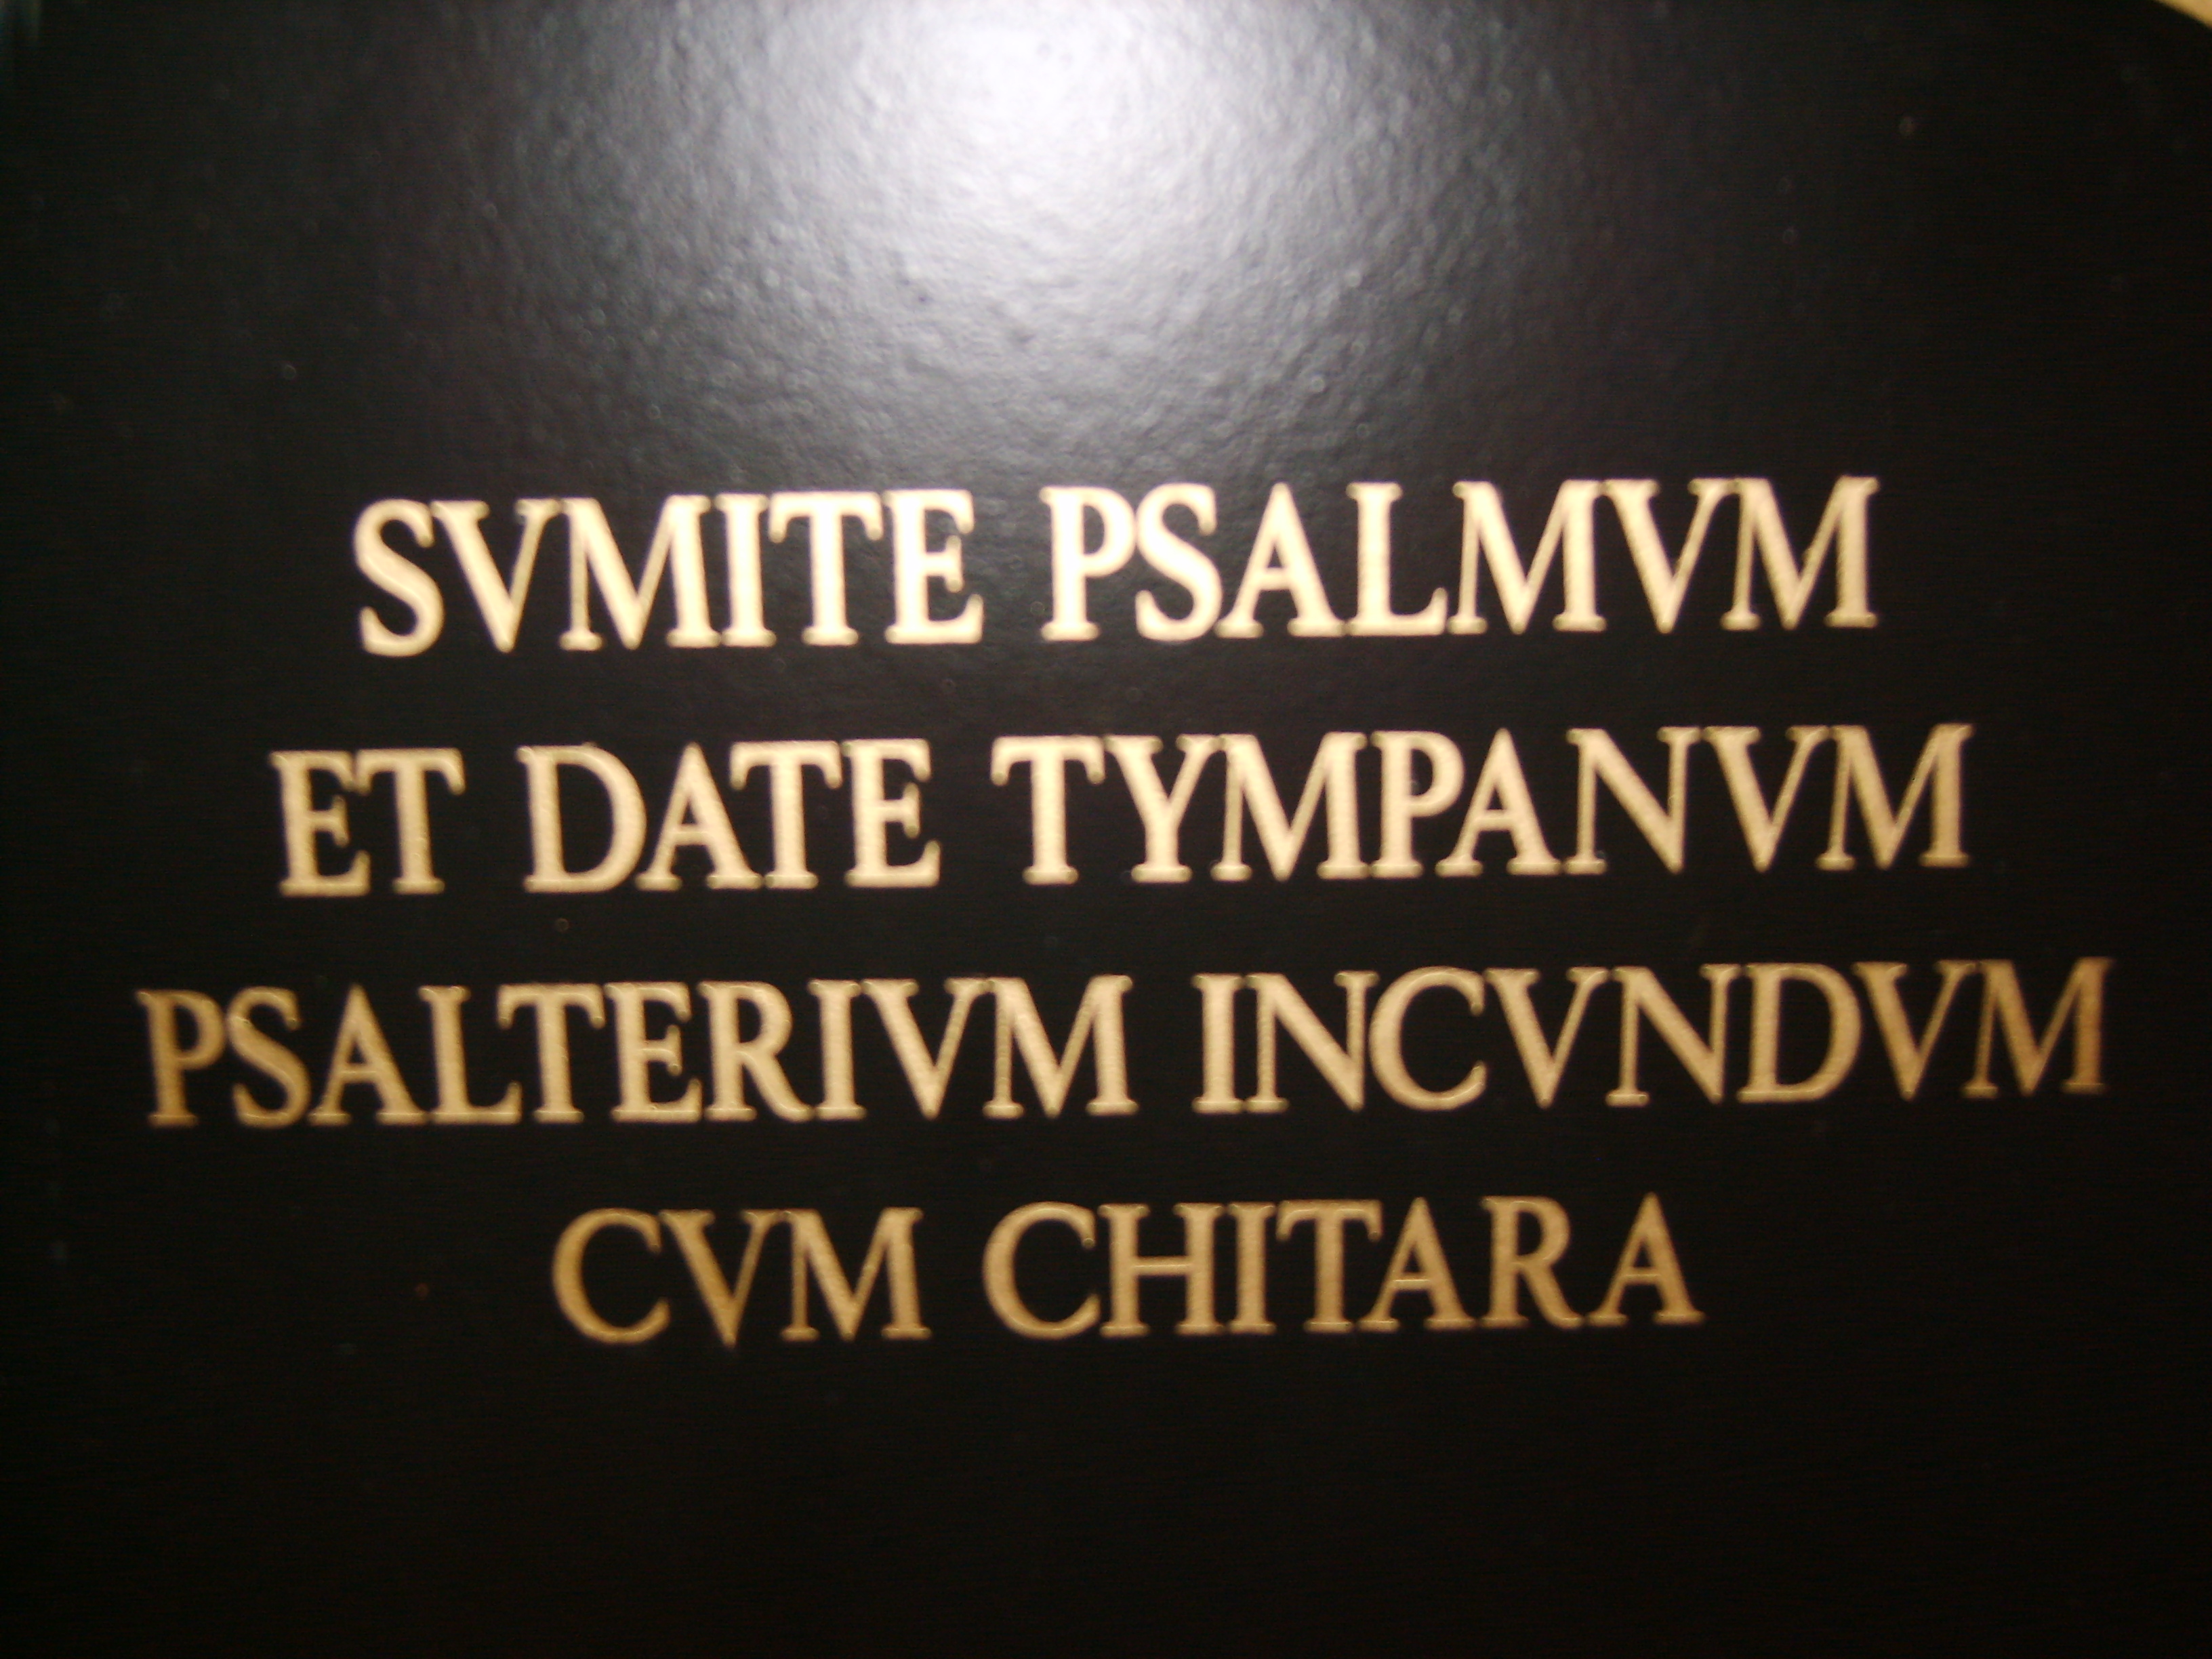 SVMITE PSALMVM
ET DATE TYMPANVM
PSALTERIVM INCVNDVM
CVM CHITARA